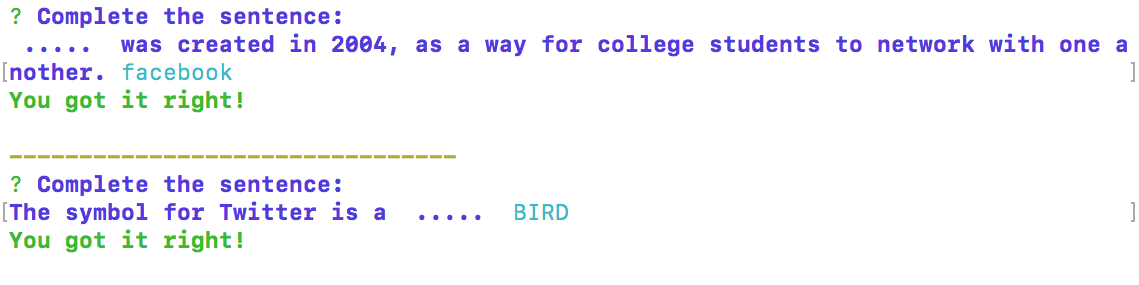 ? Complete the sentence:
..... was created in 2004, as a way for college students to network with one a
[nother. facebook ]
You got it right!
--------------------------------
? Complete the sentence:
[The symbol for Twitter is a ..... BIRD ]
You got it right!